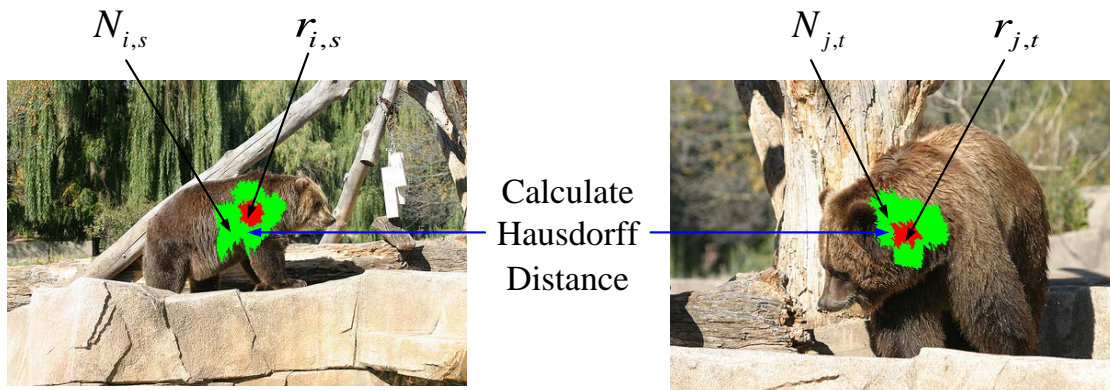 N_{i,s} r_{i,s} N_{j,t} r_{j,t}
Calculate
Hausdorff
Distance